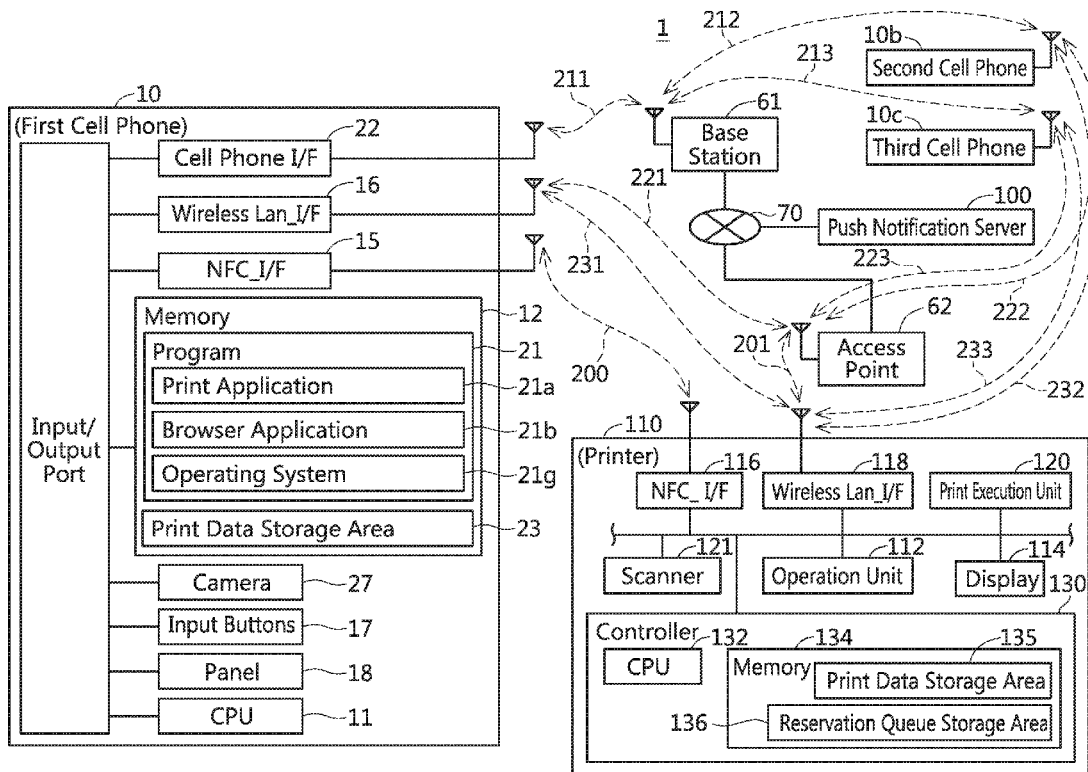 1
10
(First Cell Phone)
22
Cell Phone I/F
16
Wireless Lan_I/F
15
NFC_I/F
Input/
Output
Port
Memory
12
Program
21
Print Application
21a
Browser Application
21b
Operating System
21g
Print Data Storage Area
23
Camera
27
Input Buttons
17
Panel
18
CPU
11
211
212
213
221
231
200
201
61
Base
Station
10b
Second Cell Phone
10c
Third Cell Phone
70
100
Push Notification Server
223
222
62
Access
Point
233
232
110
(Printer)
116
NFC_ I/F
118
Wireless Lan_I/F
120
Print Execution Unit
121
Scanner
112
Operation Unit
114
Display
130
Controller
132
CPU
134
Memory
135
Print Data Storage Area
136
Reservation Queue Storage Area